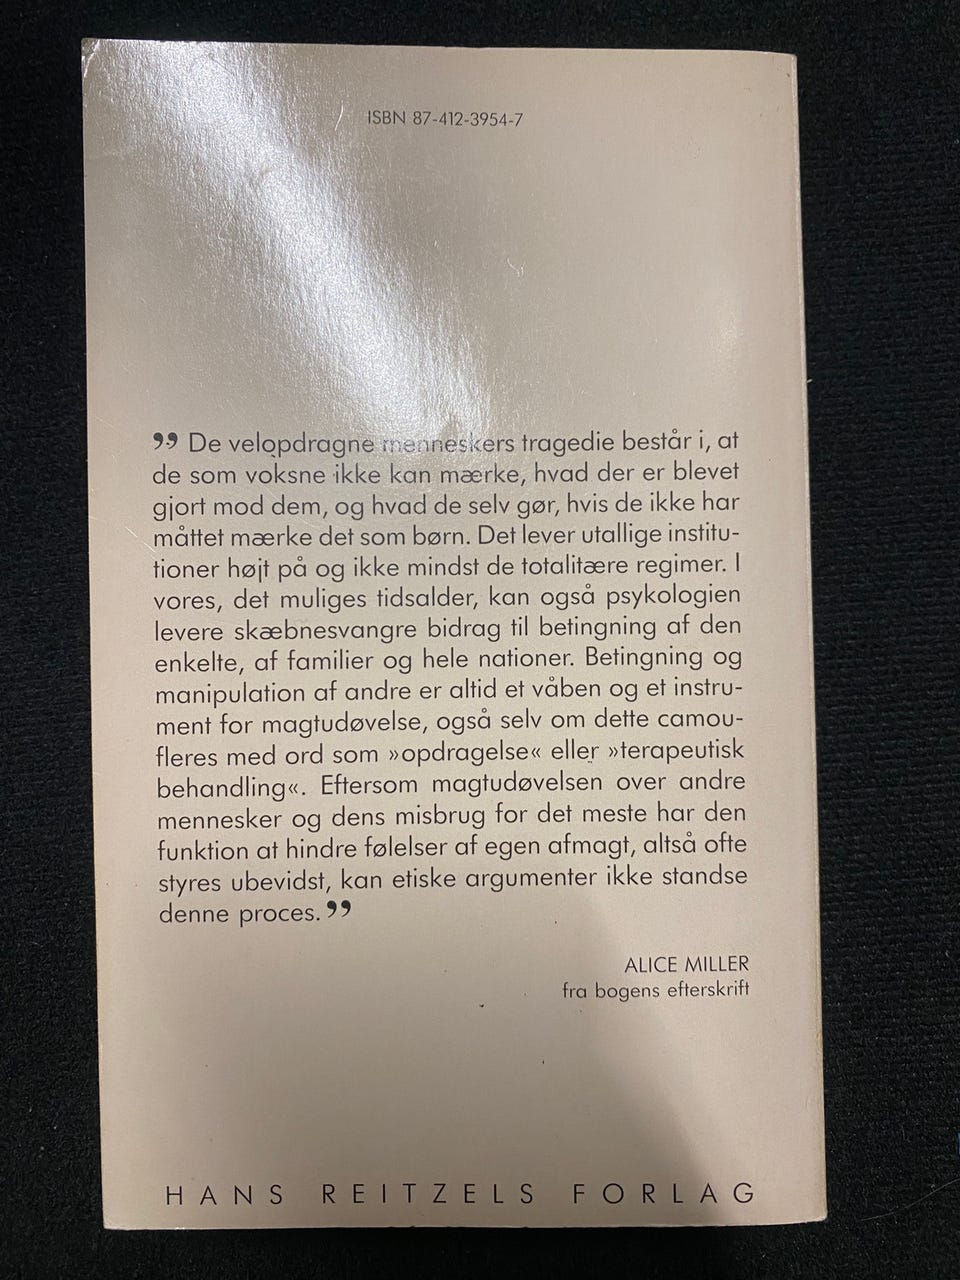 ISBN 87-412-3954-7
”De velopdragne menneskers tragedie består i, at
de som voksne ikke kan mærke, hvad der er blevet
gjort mod dem, og hvad de selv gør, hvis de ikke har
måttet mærke det som børn. Det lever utallige institu-
tioner højt på og ikke mindst de totalitære regimer. I
vores, det muliges tidsalder, kan også psykologien
levere skæbnesvangre bidrag til betingning af den
enkelte, af familier og hele nationer. Betingning og
manipulation af andre er altid et våben og et instru-
ment for magtudøvelse, også selv om dette camou-
fleres med ord som »opdragelse« eller »terapeutisk
behandling«. Eftersom magtudøvelsen over andre
mennesker og dens misbrug for det meste har den
funktion at hindre følelser af egen afmagt, altså ofte
styres ubevidst, kan etiske argumenter ikke standse
denne proces.”
ALICE MILLER
fra bogens efterskrift
HANS REITZELS FORLAG